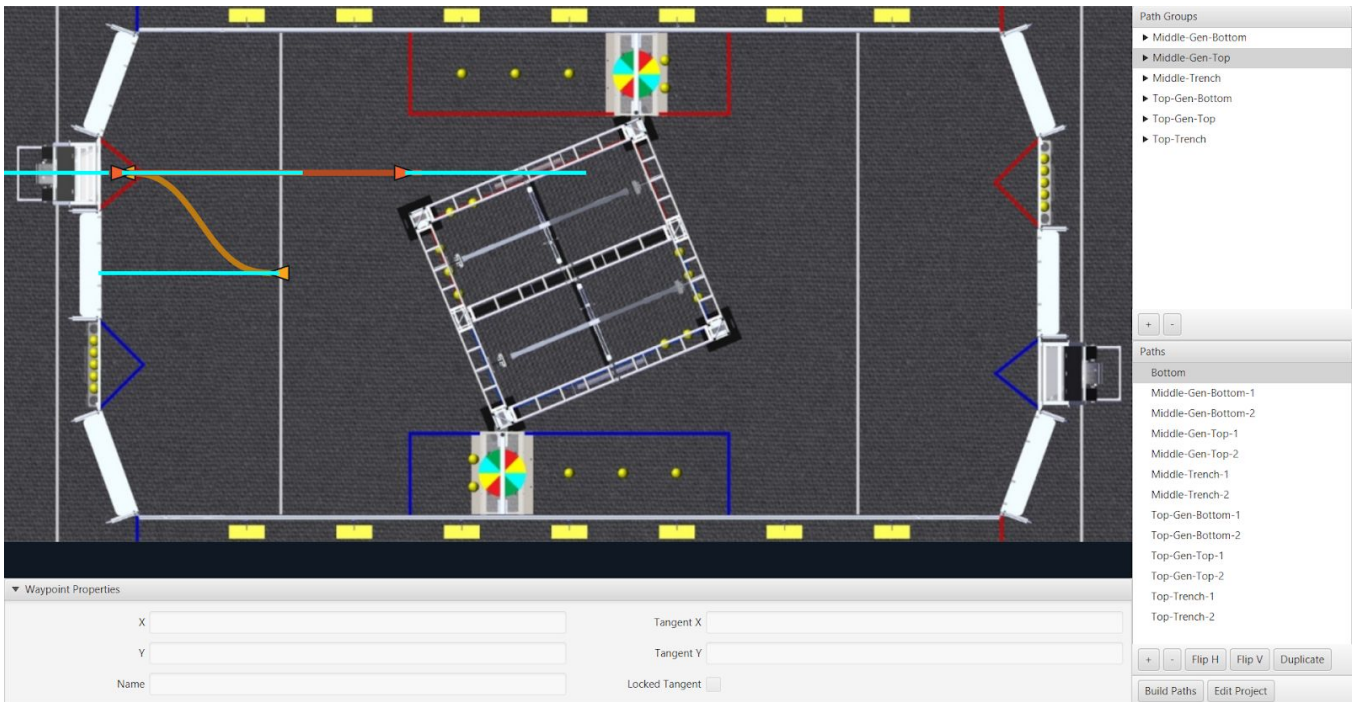 Path Groups
Middle-Gen-Bottom
Middle-Gen-Top
Middle-Trench
Top-Gen-Bottom
Top-Gen-Top
Top-Trench
+ -
Paths
Bottom
Middle-Gen-Bottom-1
Middle-Gen-Bottom-2
Middle-Gen-Top-1
Middle-Gen-Top-2
Middle-Trench-1
Middle-Trench-2
Top-Gen-Bottom-1
Top-Gen-Bottom-2
Top-Gen-Top-1
Top-Gen-Top-2
Top-Trench-1
Top-Trench-2
+ - Flip H Flip V Duplicate
Build Paths Edit Project
Waypoint Properties
X Tangent X
Y Tangent Y
Name Locked Tangent